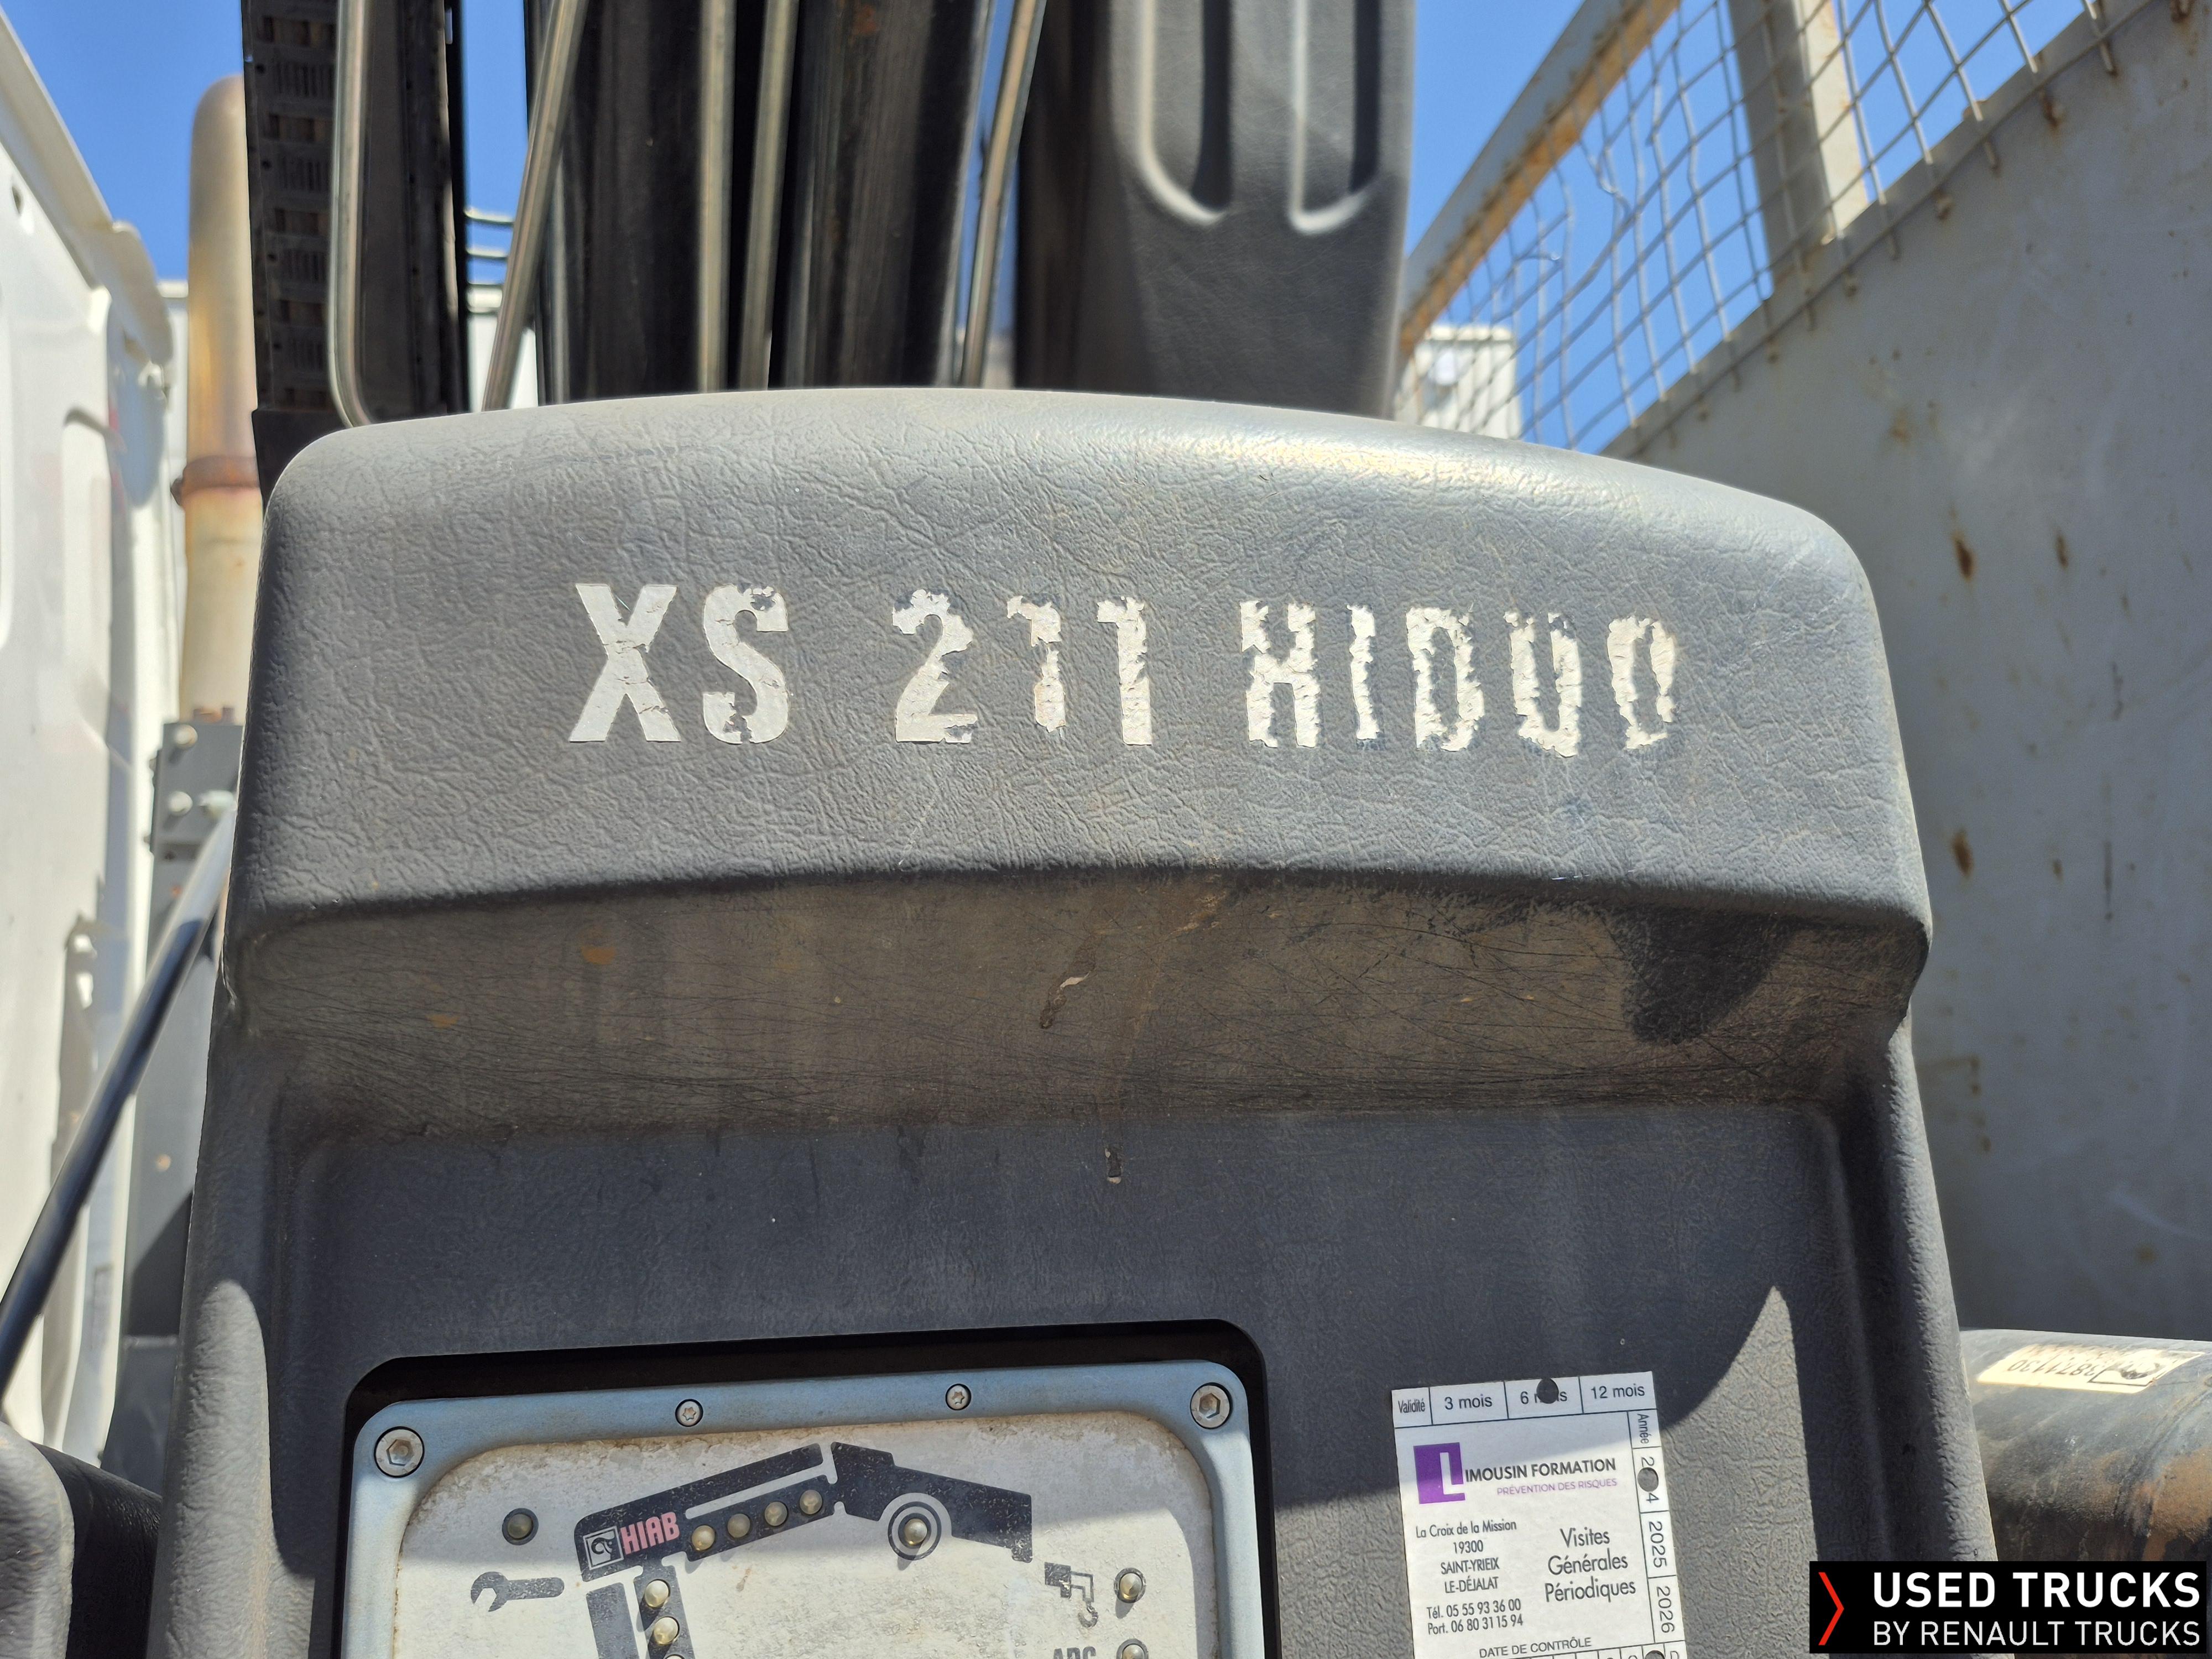 XS 211 HIDUO
Validité 3 mois 12 mois
Année
2025
2026
LIMOUSIN FORMATION
PRÉVENTION DES RISQUES
La Croix de la Mission
19300
SAINT-YRIEIX
LE-DÉJALAT
Tél. 05 55 93 36 00
Port. 06 80 31 15 94
Visites
Générales
Périodiques
DATE DE CONTRÔLE
HIAB
USED TRUCKS
BY RENAULT TRUCKS